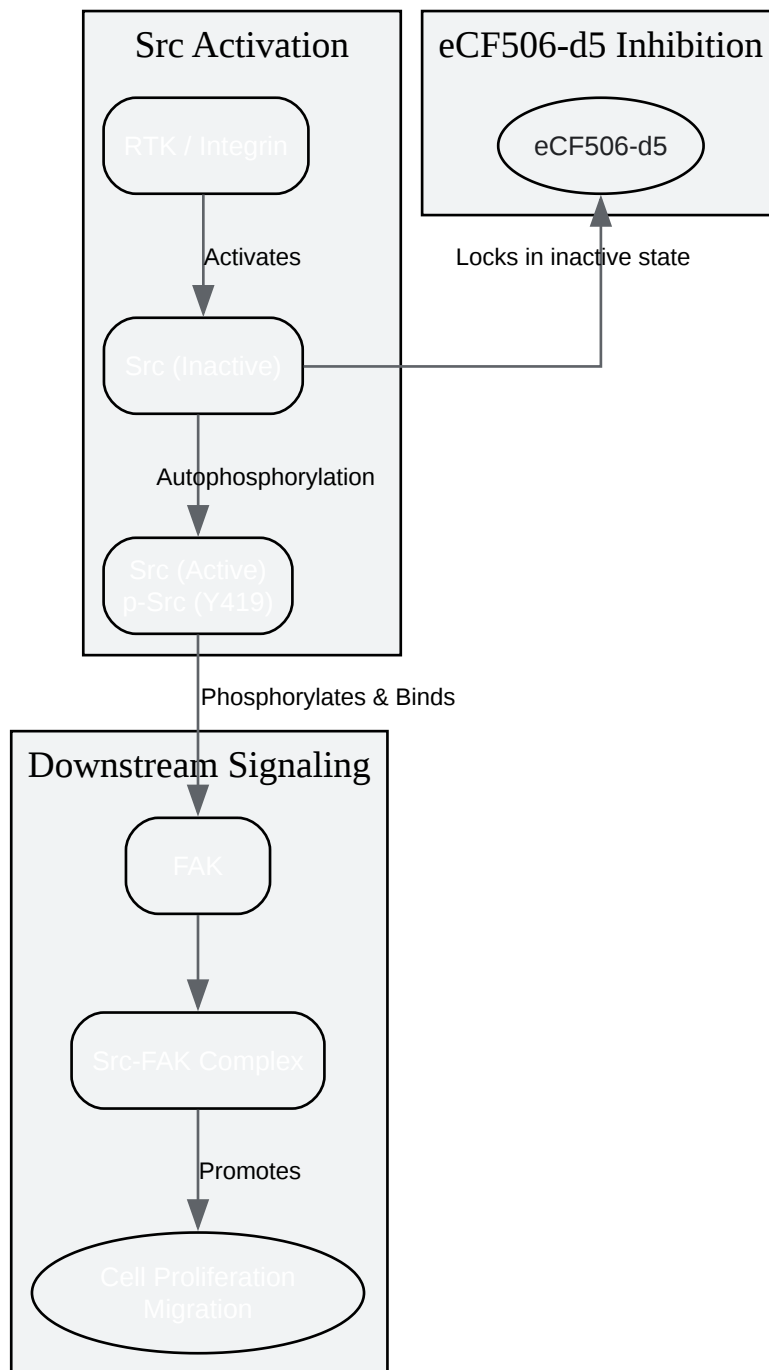 Src Activation
eCF506-d5 Inhibition
RTK / Integrin
eCF506-d5
Activates
Locks in inactive state
Src (Inactive)
Autophosphorylation
Src (Active)
p-Src (Y419)
Phosphorylates & Binds
Downstream Signaling
FAK
Src-FAK Complex
Promotes
Cell Proliferation
Migration